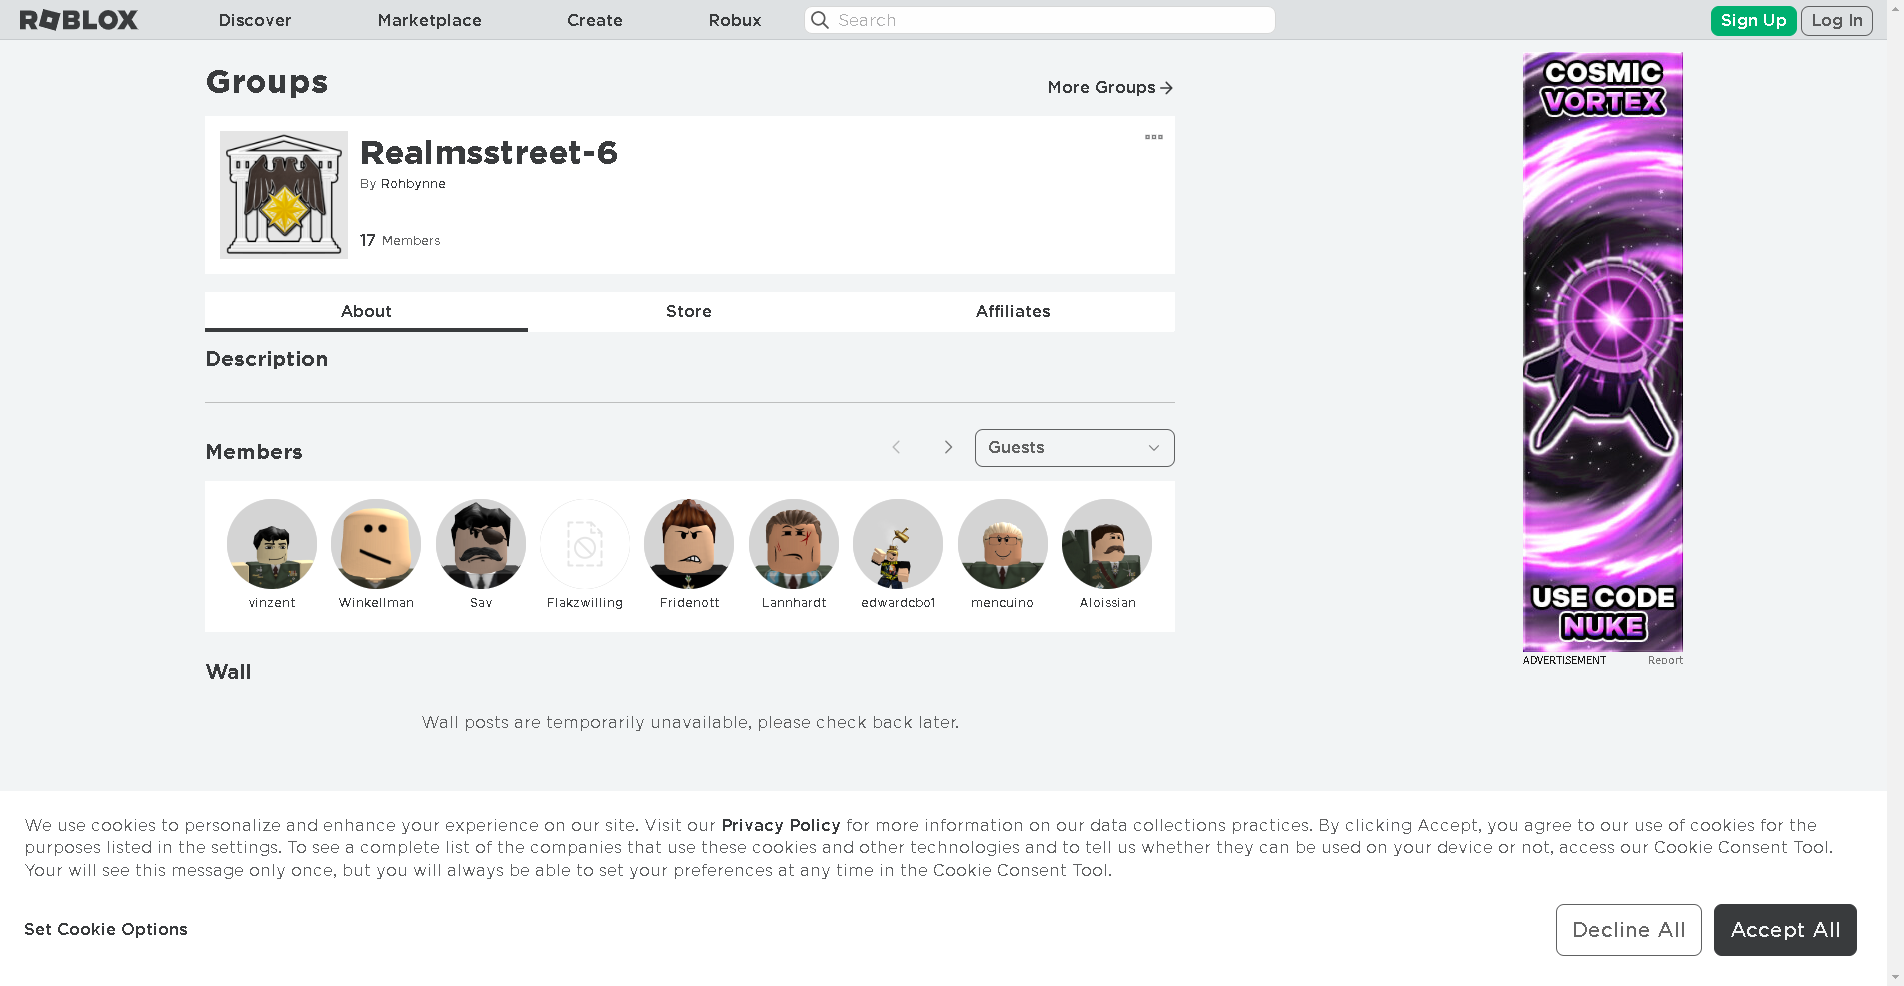 ROBLOX
Discover
Marketplace
Create
Robux
Search
Sign Up
Log In
Groups
More Groups
Realmsstreet-6
By Rohbynne
17 Members
About
Store
Affiliates
Description
Members
Guests
vinzent
Winkellman
Sav
Flakzwilling
Fridenott
Lannhardt
edwardcbo1
mencuino
Aloissian
Wall
Wall posts are temporarily unavailable, please check back later.
COSMIC
VORTEX
USE CODE
NUKE
ADVERTISEMENT
Report
We use cookies to personalize and enhance your experience on our site. Visit our Privacy Policy for more information on our data collections practices. By clicking Accept, you agree to our use of cookies for the
purposes listed in the settings. To see a complete list of the companies that use these cookies and other technologies and to tell us whether they can be used on your device or not, access our Cookie Consent Tool.
Your will see this message only once, but you will always be able to set your preferences at any time in the Cookie Consent Tool.
Set Cookie Options
Decline All
Accept All